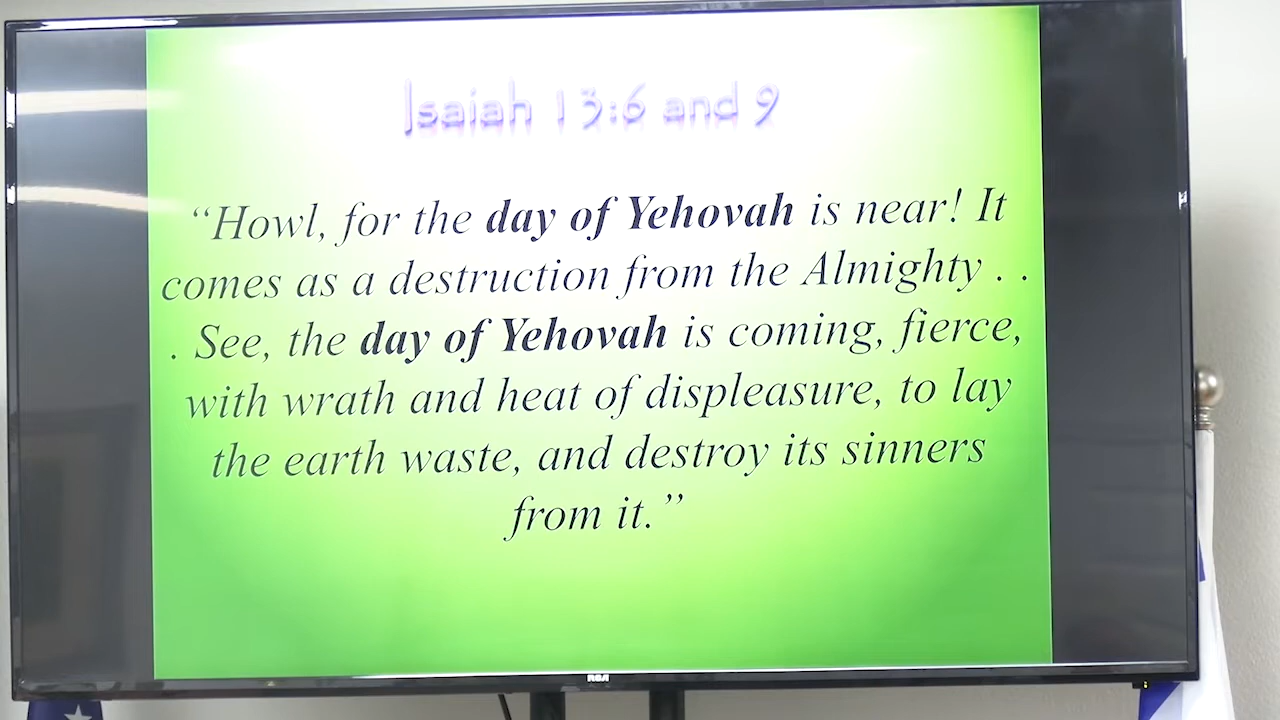 Isaiah 13:6 and 9
“Howl, for the day of Yehovah is near! It
comes as a destruction from the Almighty . .
. See, the day of Yehovah is coming, fierce,
with wrath and heat of displeasure, to lay
the earth waste, and destroy its sinners
from it.”
RCA